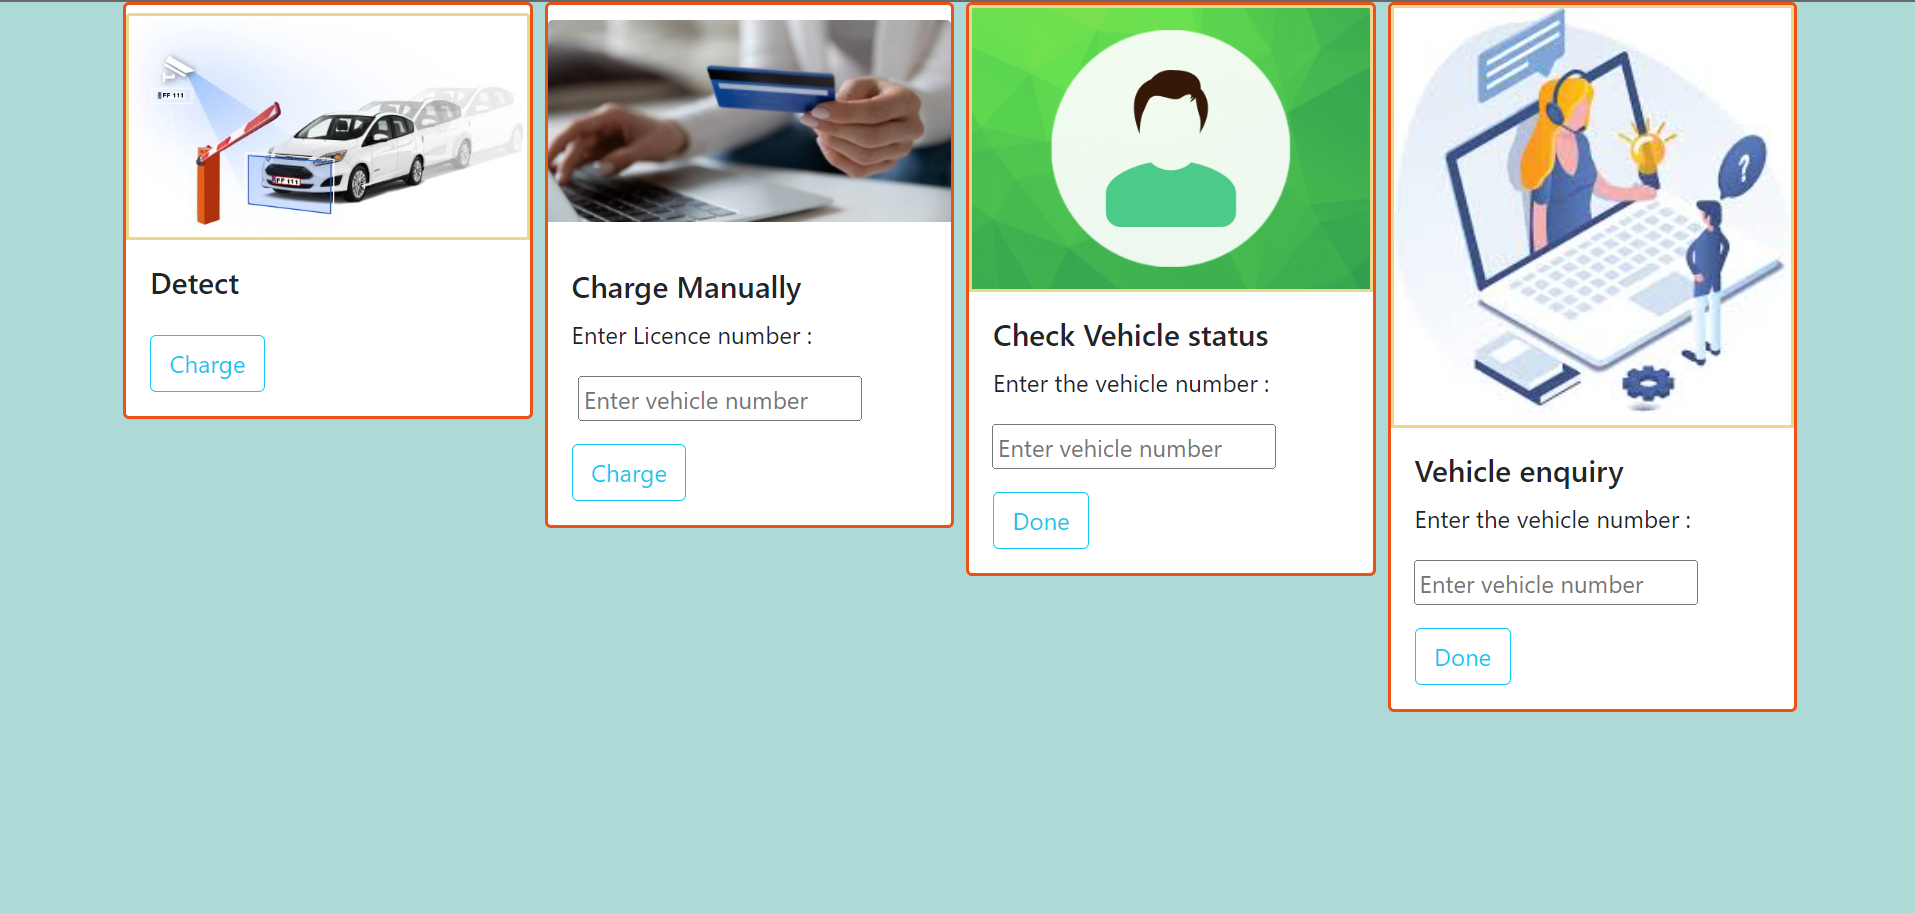 FF 111
FF 111
Detect
Charge
Charge Manually
Enter Licence number :
Enter vehicle number
Charge
Check Vehicle status
Enter the vehicle number :
Enter vehicle number
Done
?
Vehicle enquiry
Enter the vehicle number :
Enter vehicle number
Done